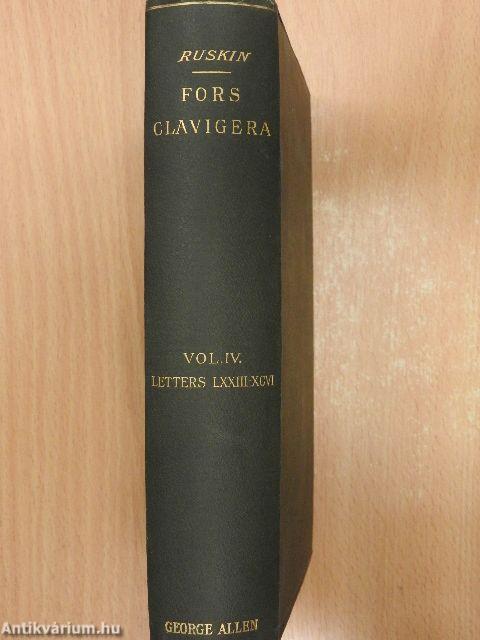 RUSKIN
FORS
CLAVIGERA
VOL. IV.
LETTERS LXXIII-XCVI
GEORGE ALLEN
Antikvárium.hu